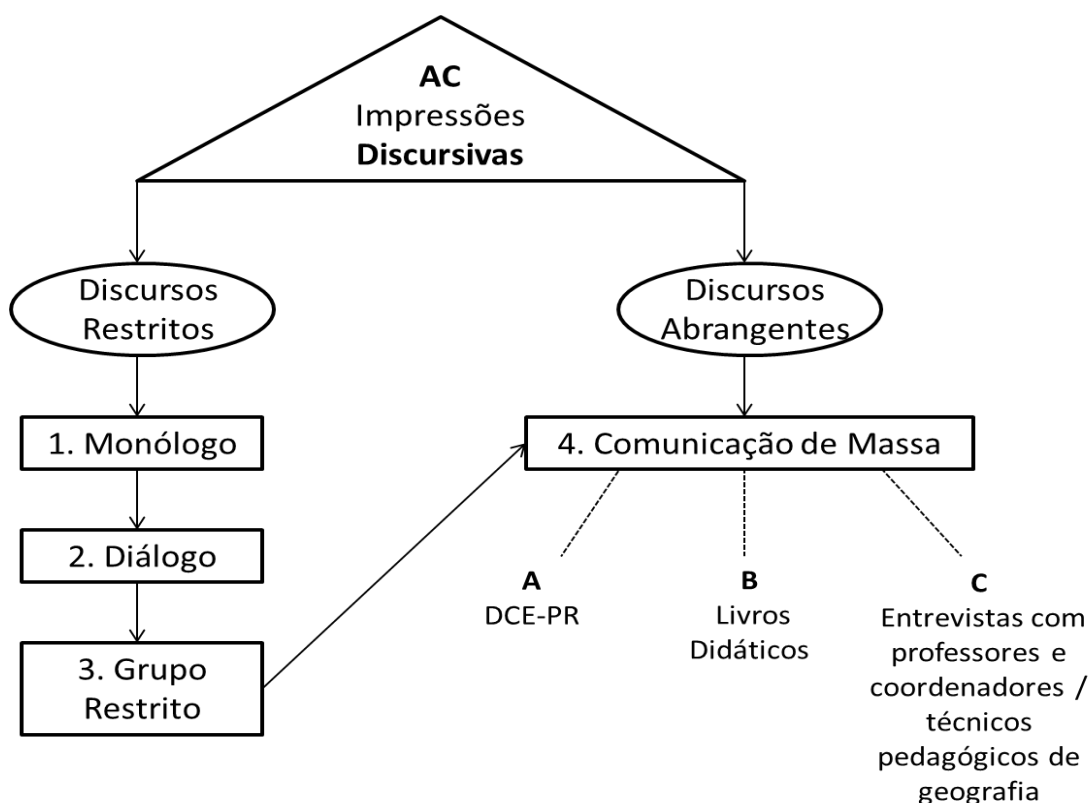 AC
Impressões
Discursivas
Discursos
Restritos
Discursos
Abrangentes
1. Monólogo
4. Comunicação de Massa
2. Diálogo
3. Grupo
Restrito
A
DCE-PR
B
Livros
Didáticos
C
Entrevistas com
professores e
coordenadores /
técnicos
pedagógicos de
geografia